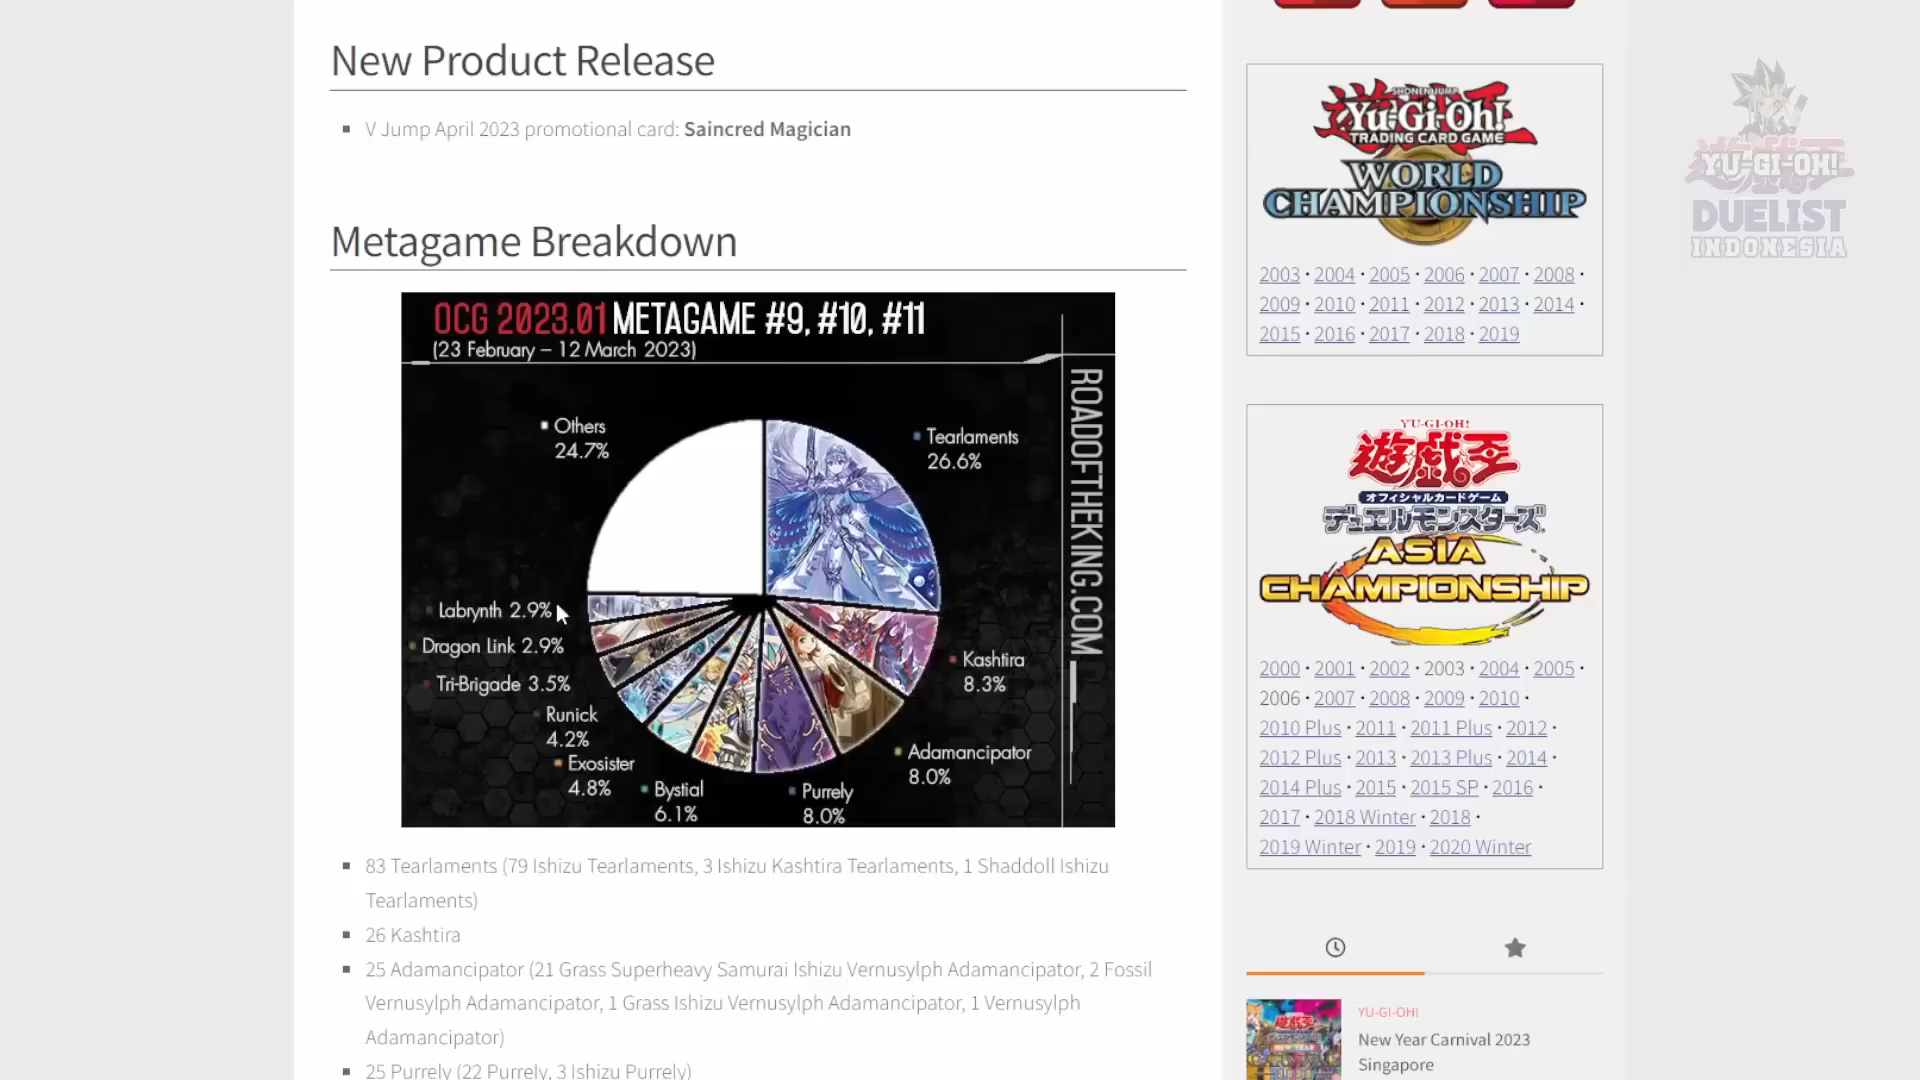 New Product Release
V Jump April 2023 promotional card: Saincred Magician
Metagame Breakdown
OCG 2023.01 METAGAME #9, #10, #11
(23 February – 12 March 2023)
ROADOFTHEKING.COM
Others
24.7%
Tearlaments
26.6%
Labrynth 2.9%
Dragon Link 2.9%
Tri-Brigade 3.5%
Runick
4.2%
Exosister
4.8%
Bystial
6.1%
Purrely
8.0%
Adamancipator
8.0%
Kashtira
8.3%
83 Tearlaments (79 Ishizu Tearlaments, 3 Ishizu Kashtira Tearlaments, 1 Shaddoll Ishizu
Tearlaments)
26 Kashtira
25 Adamancipator (21 Grass Superheavy Samurai Ishizu Vernusylph Adamancipator, 2 Fossil
Vernusylph Adamancipator, 1 Grass Ishizu Vernusylph Adamancipator, 1 Vernusylph
Adamancipator)
25 Purrely (22 Purrely, 3 Ishizu Purrely)
SHONEN JUMP
Yu-Gi-Oh!
TRADING CARD GAME
WORLD
CHAMPIONSHIP
2003 · 2004 · 2005 · 2006 · 2007 · 2008 ·
2009 · 2010 · 2011 · 2012 · 2013 · 2014 ·
2015 · 2016 · 2017 · 2018 · 2019
YU-GI-OH!
遊戯王
オフィシャルカードゲーム
デュエルモンスターズ
ASIA
CHAMPIONSHIP
2000 · 2001 · 2002 · 2003 · 2004 · 2005 ·
2006 · 2007 · 2008 · 2009 · 2010 ·
2010 Plus · 2011 · 2011 Plus · 2012 ·
2012 Plus · 2013 · 2013 Plus · 2014 ·
2014 Plus · 2015 · 2015 SP · 2016 ·
2017 · 2018 Winter · 2018 ·
2019 Winter · 2019 · 2020 Winter
YU-GI-OH!
New Year Carnival 2023
Singapore
YU-GI-OH!
DUELIST
INDONESIA